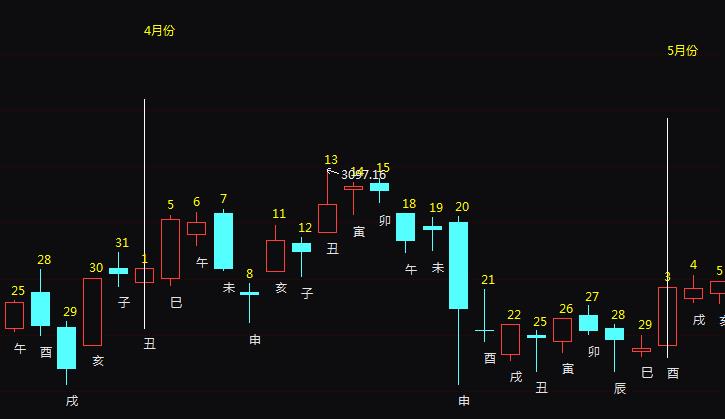 4月份
5月份
13
3097.16
14
15
5
6
7
11
12
18
19
20
31
1
28
30
25
29
8
21
22
25
26
27
28
29
3
4
5
丑
寅
卯
午
未
午
未
亥
子
子
巳
申
丑
午
酉
亥
戌
申
酉
戌
丑
寅
卯
辰
巳
酉
戌